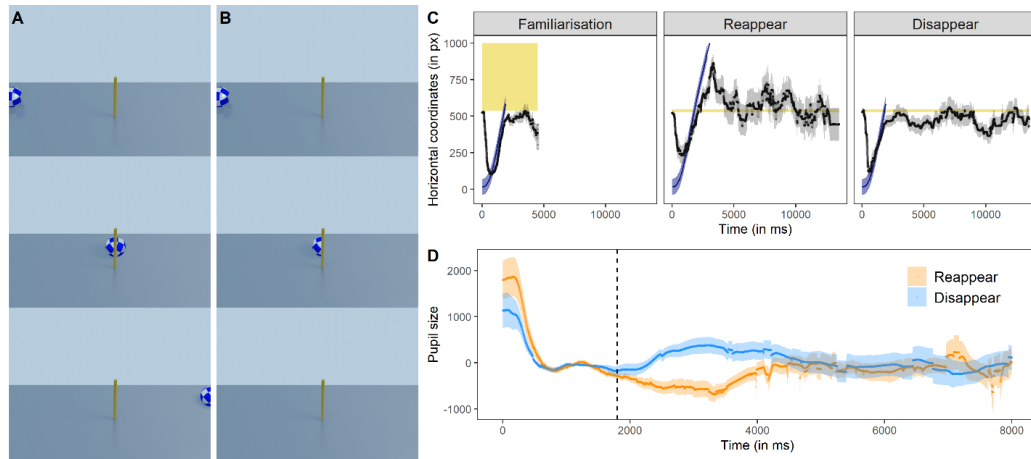 A
B
C
Familiarisation
Reappear
Disappear
Horizontal coordinates (in px)
1000
750
500
250
0
0
5000
10000
0
5000
10000
0
5000
10000
Time (in ms)
D
Pupil size
2000
1000
0
-1000
Reappear
Disappear
0
2000
4000
6000
8000
Time (in ms)